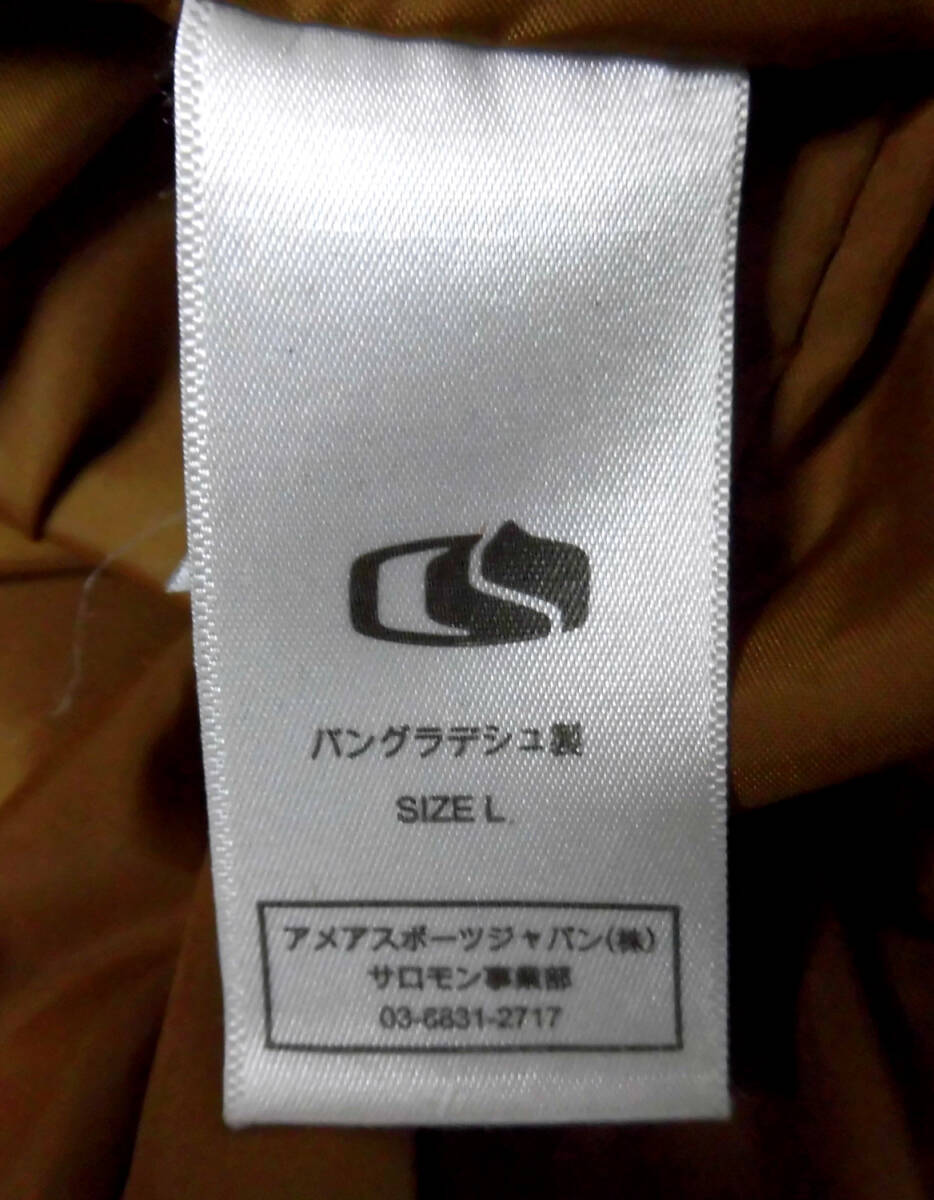 バングラデシュ製
SIZE L
アメアスポーツジャパン(株)
サロモン事業部
03-6831-2717